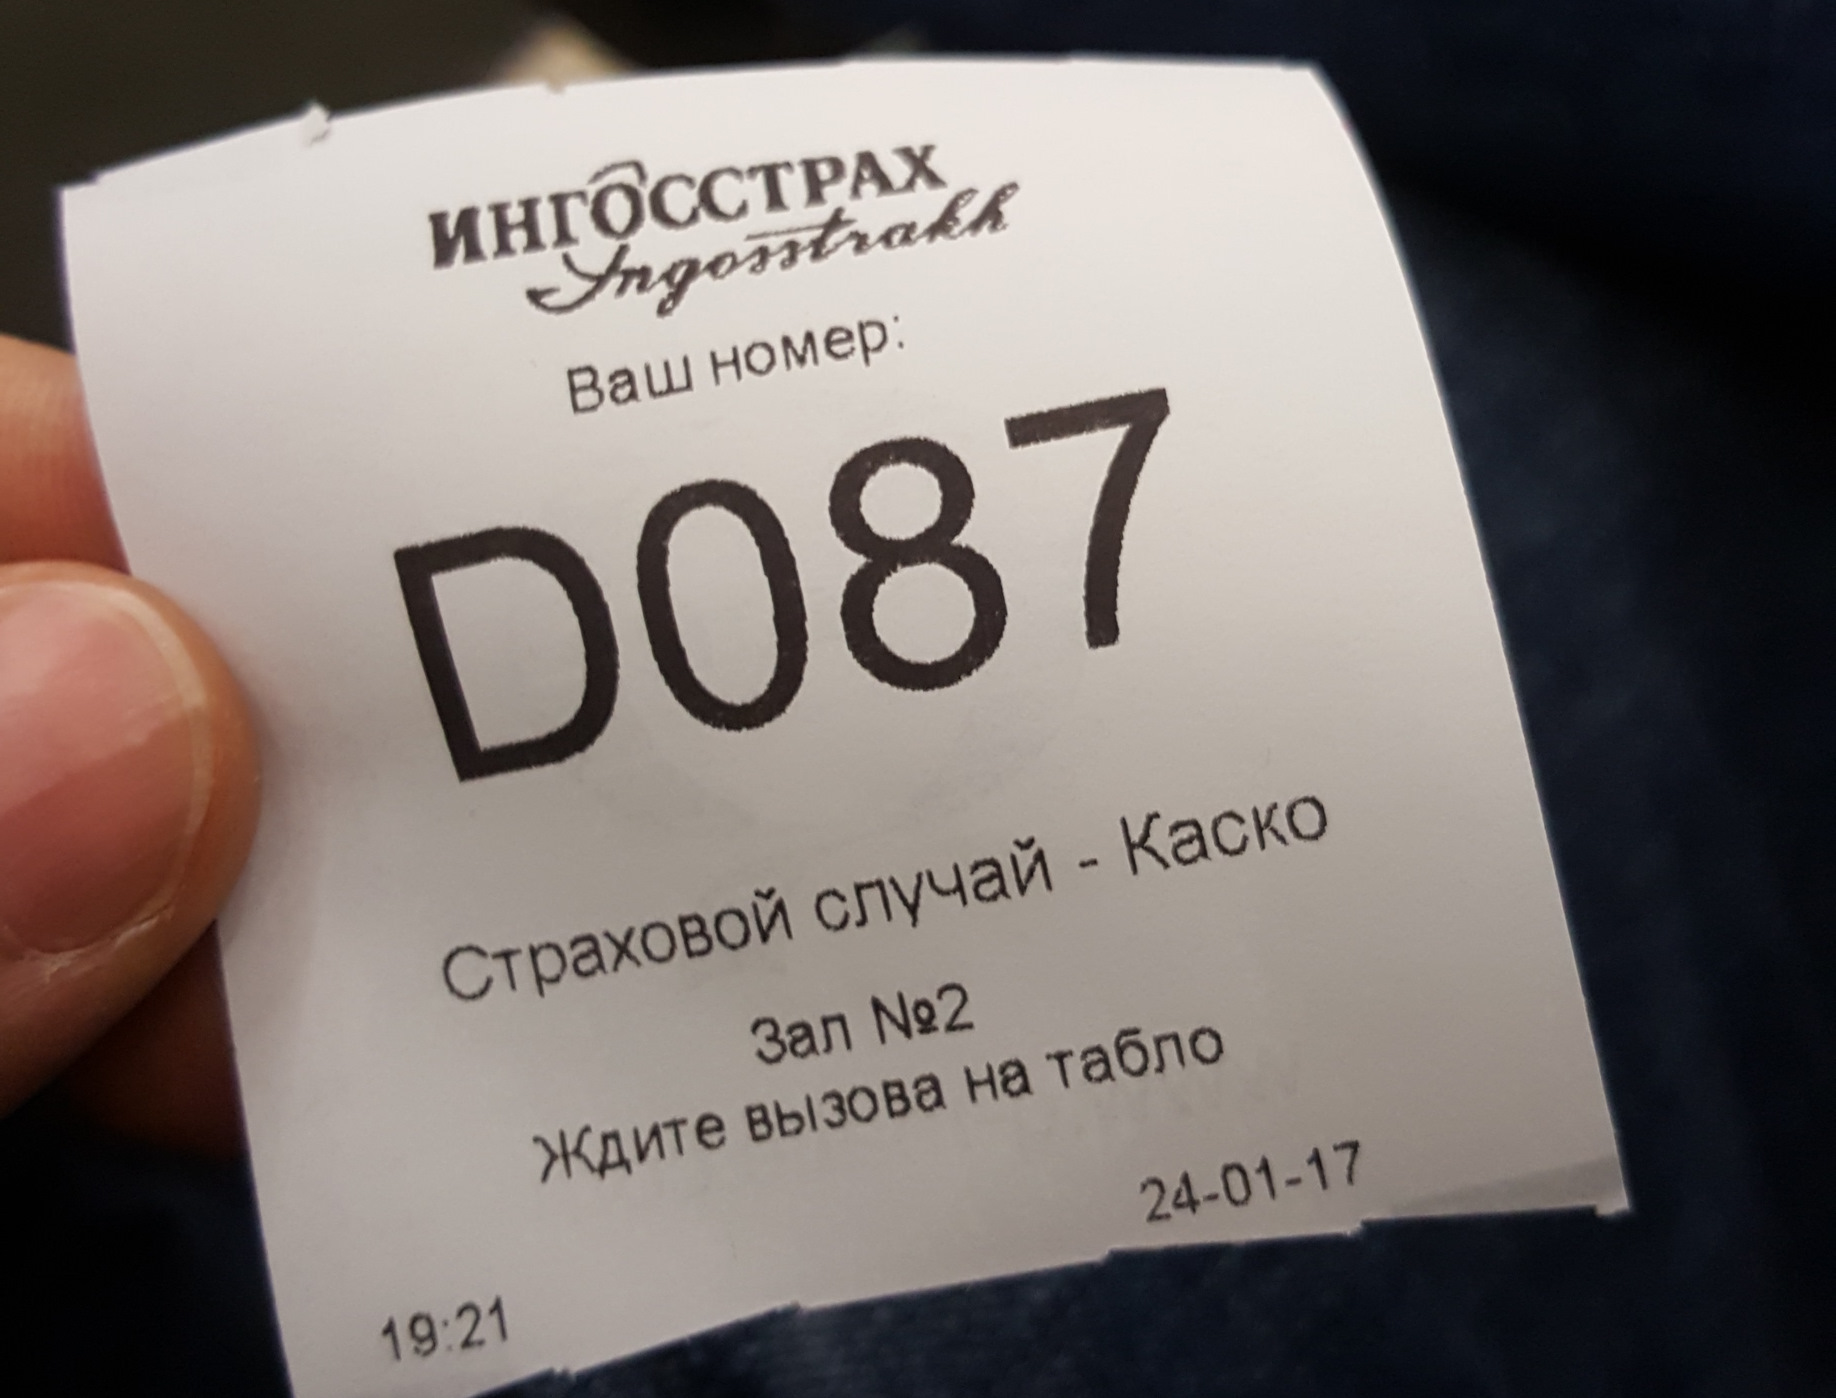 ИНГОССТРАХ
Ingosstrakh
Ваш номер:
D087
Страховой случай - Каско
Зал №2
Ждите вызова на табло
24-01-17
19:21